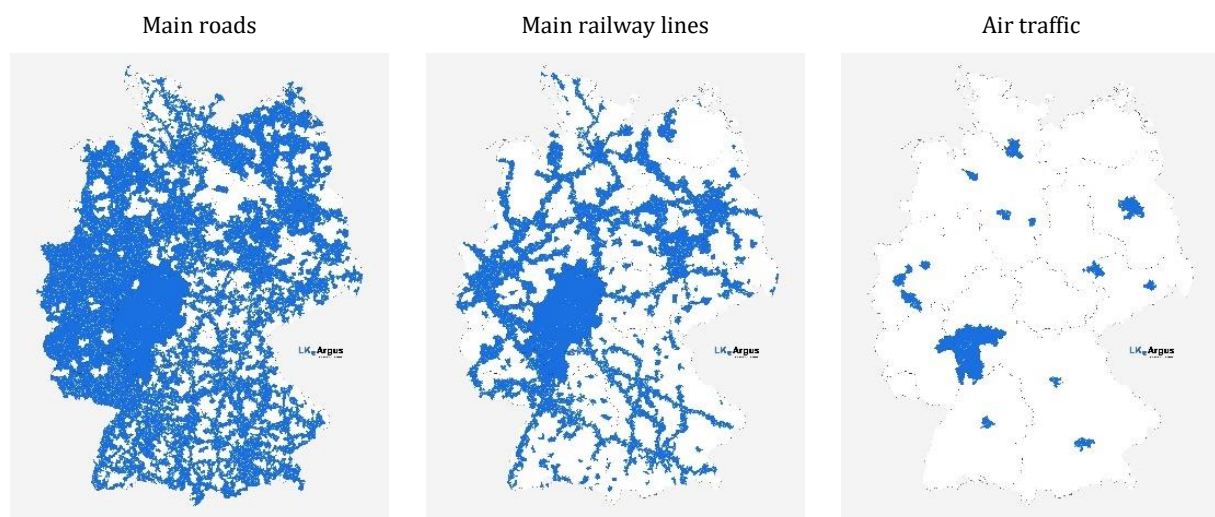 Main roads
Main railway lines
Air traffic
LK Argus
LK Argus
LK Argus